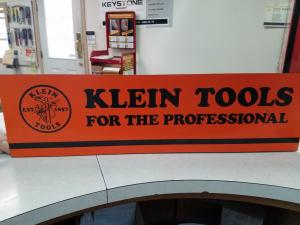 KEYSTONE
KLEIN
EST. 1857
TOOLS
KLEIN TOOLS
FOR THE PROFESSIONAL